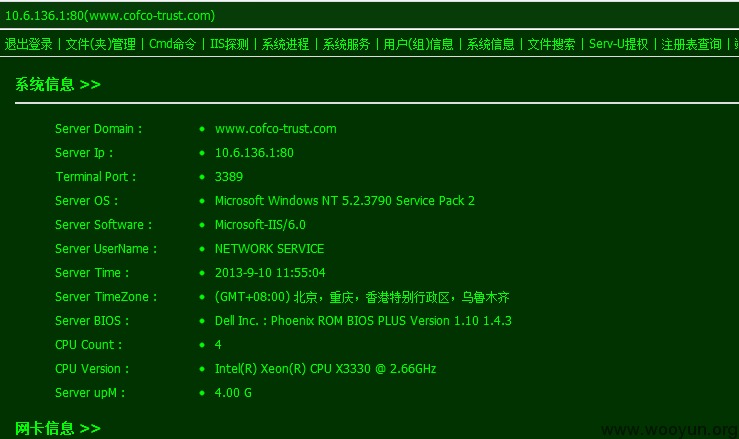 10.6.136.1:80(www.cofco-trust.com)
退出登录 | 文件(夹)管理 | Cmd命令 | IIS探测 | 系统进程 | 系统服务 | 用户(组)信息 | 系统信息 | 文件搜索 | Serv-U提权 | 注册表查询 |
系统信息 >>
Server Domain : • www.cofco-trust.com
Server Ip : • 10.6.136.1:80
Terminal Port : • 3389
Server OS : • Microsoft Windows NT 5.2.3790 Service Pack 2
Server Software : • Microsoft-IIS/6.0
Server UserName : • NETWORK SERVICE
Server Time : • 2013-9-10 11:55:04
Server TimeZone : • (GMT+08:00) 北京，重庆，香港特别行政区，乌鲁木齐
Server BIOS : • Dell Inc. : Phoenix ROM BIOS PLUS Version 1.10 1.4.3
CPU Count : • 4
CPU Version : • Intel(R) Xeon(R) CPU X3330 @ 2.66GHz
Server upM : • 4.00 G
网卡信息 >>
www.wooyun.org